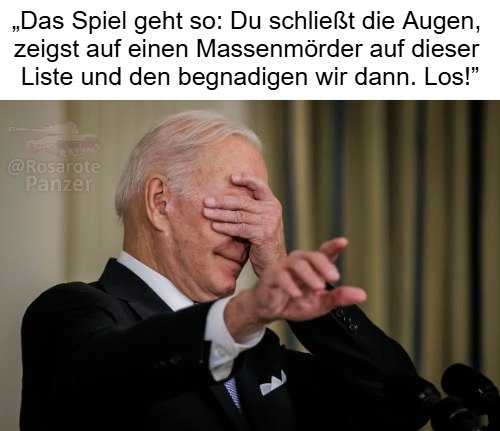 „Das Spiel geht so: Du schließt die Augen,
zeigst auf einen Massenmörder auf dieser
Liste und den begnadigen wir dann. Los!”
@Rosarote
Panzer